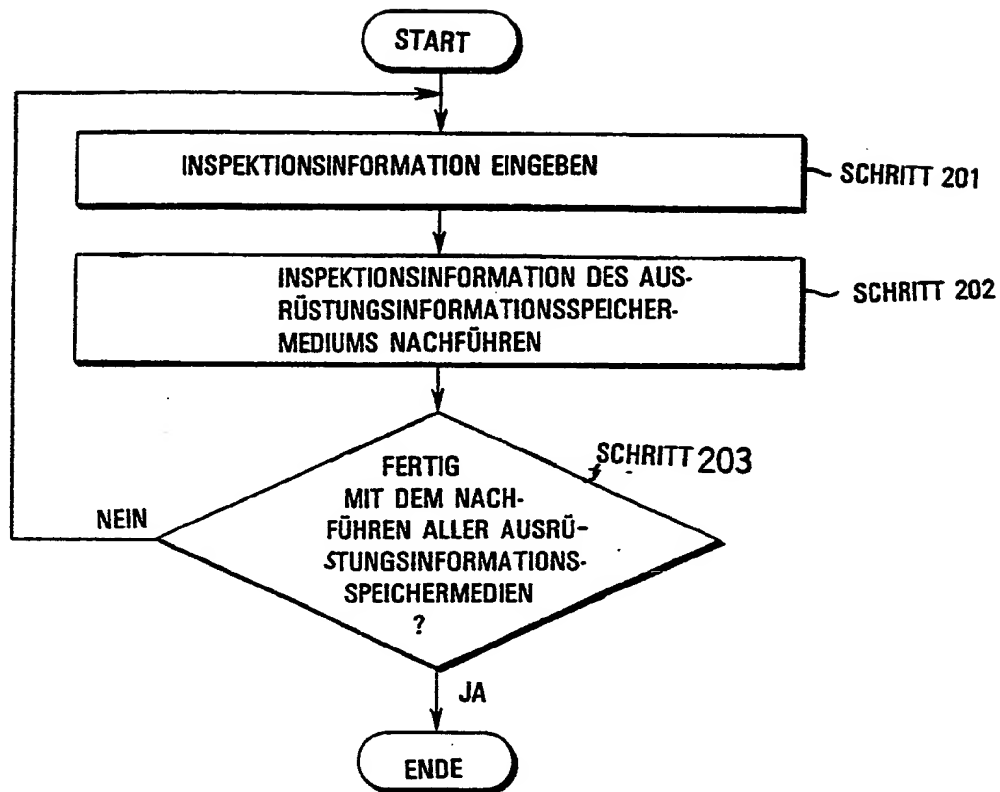 START
INSPEKTIONSINFORMATION EINGEBEN
SCHRITT 201
INSPEKTIONSINFORMATION DES AUS-
RÜSTUNGSINFORMATIONSSPEICHER-
MEDIUMS NACHFÜHREN
SCHRITT 202
SCHRITT 203
FERTIG
MIT DEM NACH-
FÜHREN ALLER AUSRÜ-
STUNGSINFORMATIONS-
SPEICHERMEDIEN
?
NEIN
JA
ENDE